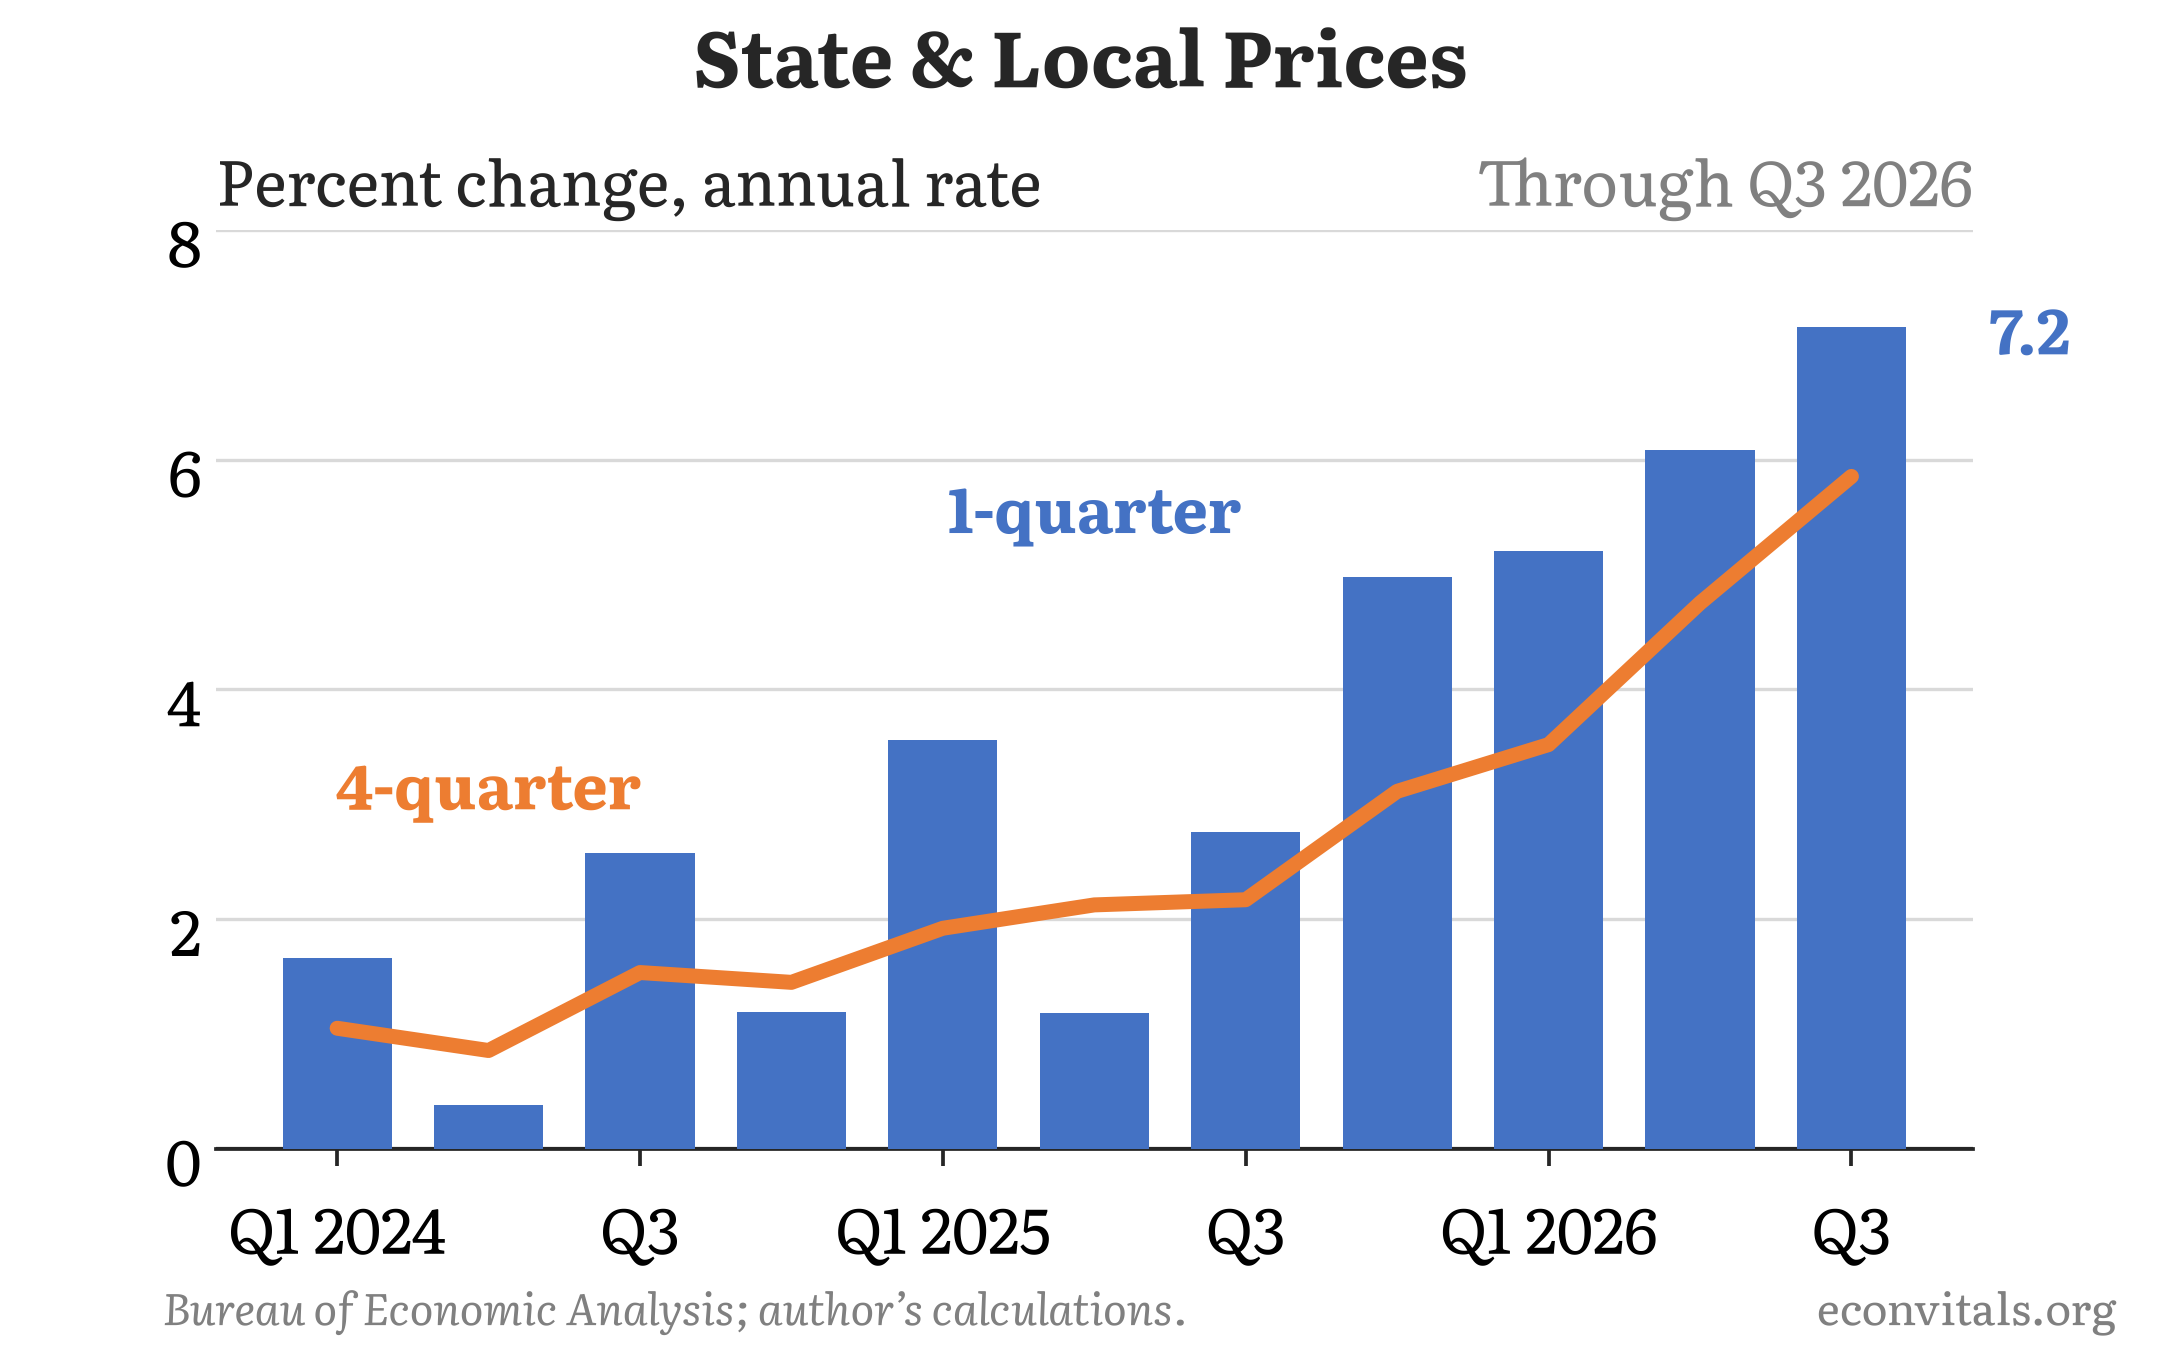 State & Local Prices
Percent change, annual rate
Through Q3 2026
8
7.2
6
1-quarter
4
4-quarter
2
0
Q1 2024 Q3 Q1 2025 Q3 Q1 2026 Q3
Bureau of Economic Analysis; author’s calculations.
econvitals.org